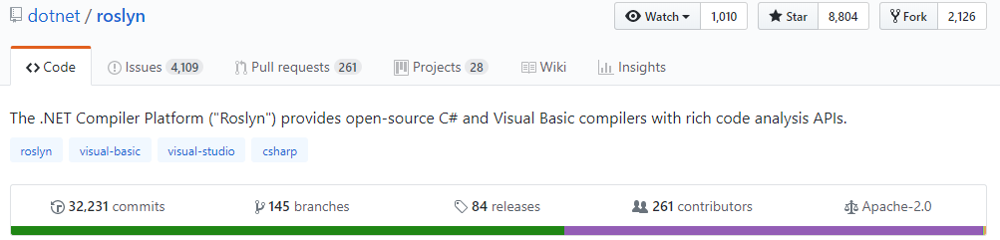 dotnet / roslyn Watch 1,010 Star 8,804 Fork 2,126
Code Issues 4,109 Pull requests 261 Projects 28 Wiki Insights
The .NET Compiler Platform ("Roslyn") provides open-source C# and Visual Basic compilers with rich code analysis APIs.
roslyn visual-basic visual-studio csharp
32,231 commits 145 branches 84 releases 261 contributors Apache-2.0